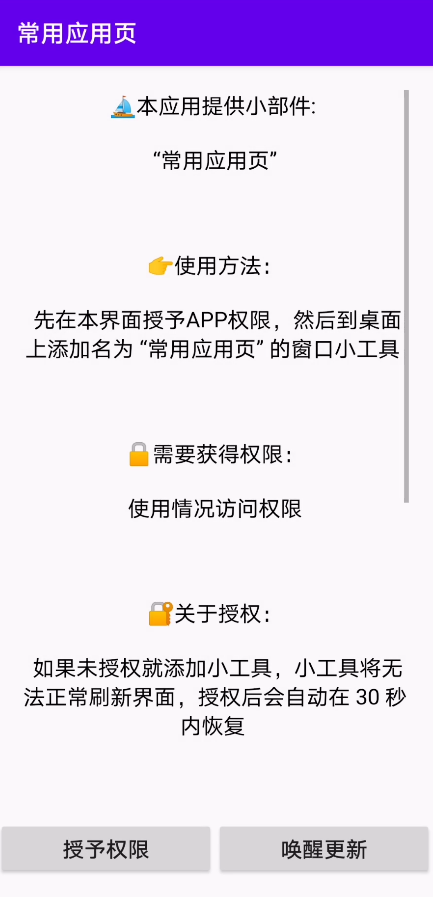 常用应用页
⛵本应用提供小部件:
“常用应用页”
👉使用方法：
先在本界面授予APP权限，然后到桌面
上添加名为 “常用应用页” 的窗口小工具
🔒需要获得权限：
使用情况访问权限
🔐关于授权：
如果未授权就添加小工具，小工具将无
法正常刷新界面，授权后会自动在 30 秒
内恢复
授予权限
唤醒更新